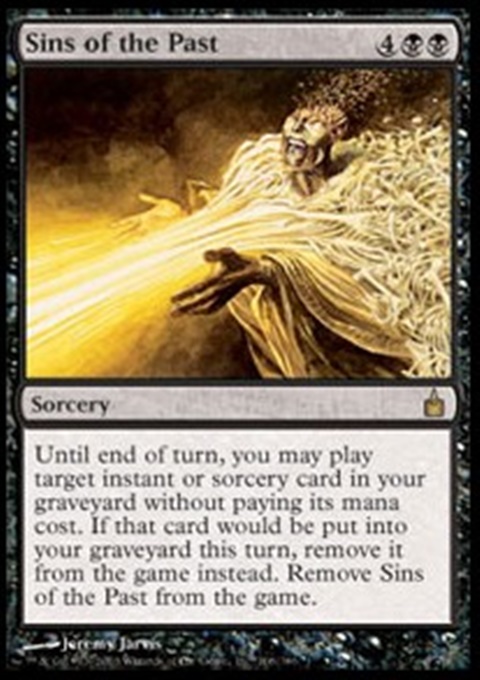 Sins of the Past 4
Sorcery
Until end of turn, you may play
target instant or sorcery card in your
graveyard without paying its mana
cost. If that card would be put into
your graveyard this turn, remove it
from the game instead. Remove Sins
of the Past from the game.
Jeremy Jarvis